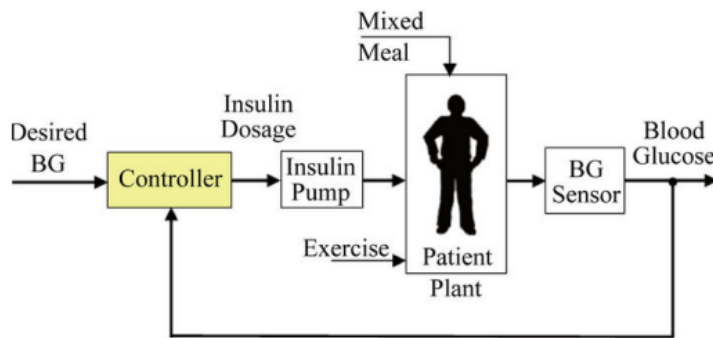 Mixed
Meal
Desired
BG
Controller
Insulin
Dosage
Insulin
Pump
Exercise
Patient
Plant
BG
Sensor
Blood
Glucose